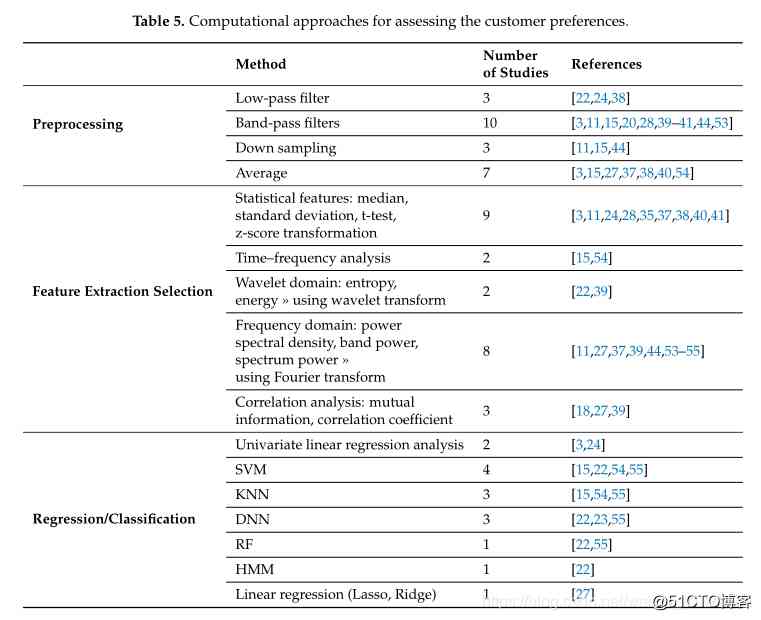 Table 5. Computational approaches for assessing the customer preferences.
Method
Number
of Studies
References
Preprocessing
Low-pass filter 3 [22,24,38]
Band-pass filters 10 [3,11,15,20,28,39–41,44,53]
Down sampling 3 [11,15,44]
Average 7 [3,15,27,37,38,40,54]
Feature Extraction Selection
Statistical features: median,
standard deviation, t-test,
z-score transformation
9 [3,11,24,28,35,37,38,40,41]
Time–frequency analysis 2 [15,54]
Wavelet domain: entropy,
energy » using wavelet transform
2 [22,39]
Frequency domain: power
spectral density, band power,
spectrum power »
using Fourier transform
8 [11,27,37,39,44,53–55]
Correlation analysis: mutual
information, correlation coefficient
3 [18,27,39]
Regression/Classification
Univariate linear regression analysis 2 [3,24]
SVM 4 [15,22,54,55]
KNN 3 [15,54,55]
DNN 3 [22,23,55]
RF 1 [22,55]
HMM 1 [22]
Linear regression (Lasso, Ridge) 1 [27]
@51CTO博客